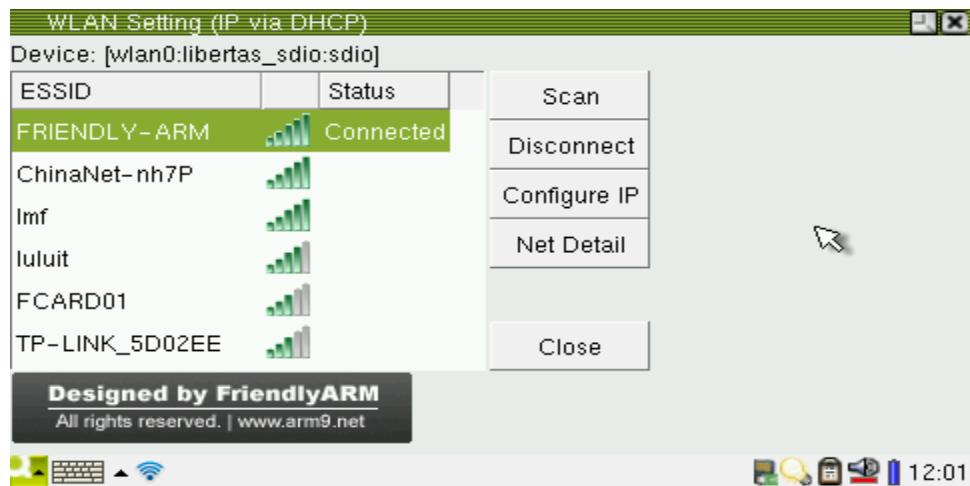 WLAN Setting (IP via DHCP)
Device: [wlan0:libertas_sdio:sdio]
ESSID Status
FRIENDLY-ARM Connected
ChinaNet-nh7P
lmf
luluit
FCARD01
TP-LINK_5D02EE
Scan
Disconnect
Configure IP
Net Detail
Close
Designed by FriendlyARM
All rights reserved. | www.arm9.net
12:01